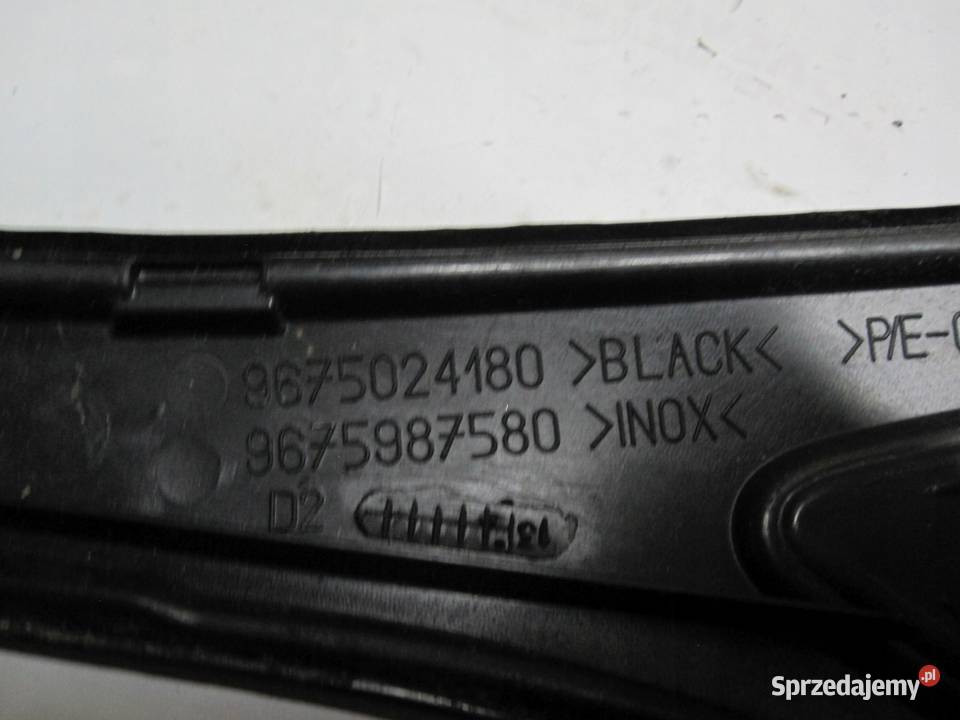 9675024180 >BLACK< >P/E-
9675987580 >INOX<
D2
Sprzedajemy.pl